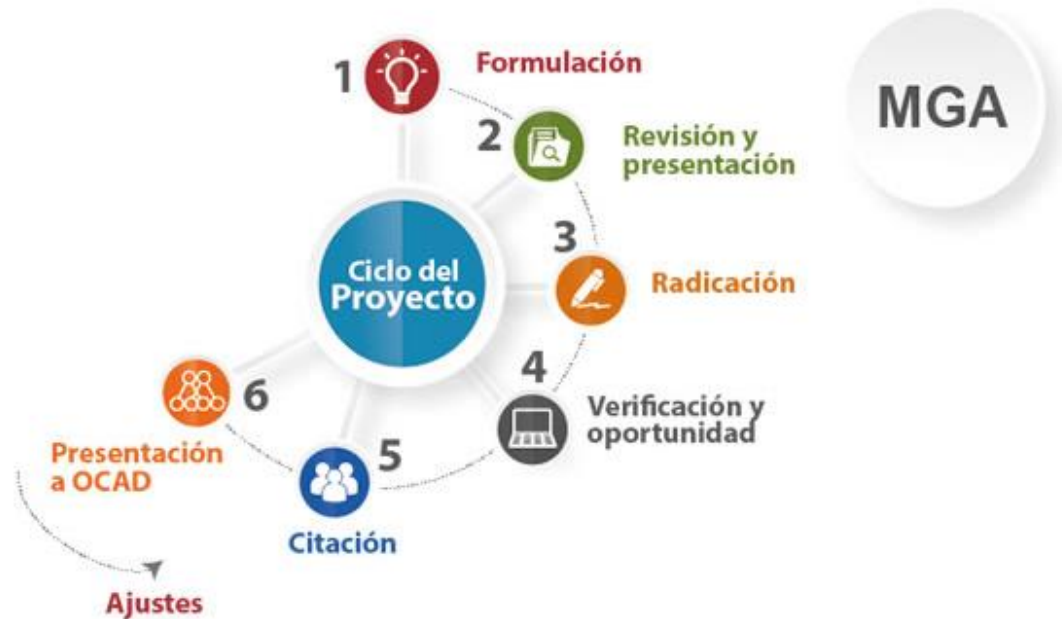 MGA
Ciclo del
Proyecto
1
Formulación
2
Revisión y
presentación
3
Radicación
4
Verificación y
oportunidad
5
Citación
6
Presentación
a OCAD
Ajustes